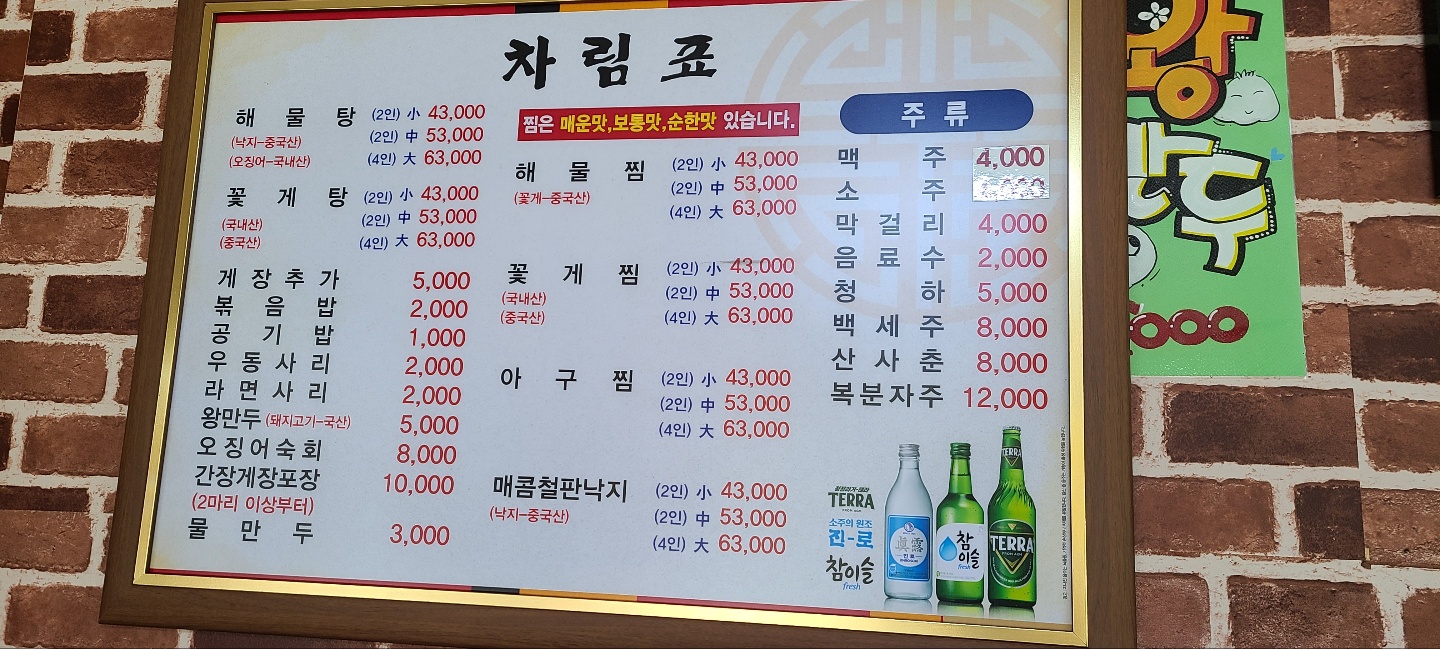 차림표
해물탕 (2인) 小 43,000
(낙지-중국산) (2인) 中 53,000
(오징어-국내산) (4인) 大 63,000
꽃게탕 (2인) 小 43,000
(국내산) (2인) 中 53,000
(중국산) (4인) 大 63,000
게장추가 5,000
볶음밥 2,000
공기밥 1,000
우동사리 2,000
라면사리 2,000
왕만두 (돼지고기-국산) 5,000
오징어숙회 8,000
간장게장포장 10,000
(2마리 이상부터)
물만두 3,000
찜은 매운맛,보통맛,순한맛 있습니다.
해물찜 (2인) 小 43,000
(꽃게-중국산) (2인) 中 53,000
(4인) 大 63,000
꽃게찜 (2인) 小 43,000
(국내산) (2인) 中 53,000
(중국산) (4인) 大 63,000
아구찜 (2인) 小 43,000
(2인) 中 53,000
(4인) 大 63,000
매콤철판낙지 (2인) 小 43,000
(낙지-중국산) (2인) 中 53,000
(4인) 大 63,000
주류
맥주 4,000
소주
막걸리 4,000
음료수 2,000
청하 5,000
백세주 8,000
산사춘 8,000
복분자주 12,000
TERRA
FROM AGM
소주의 원조
진-로
참이슬
fresh
眞露
진로
참이슬
fresh
TERRA
TERRA
FROM AGM
왕
만두